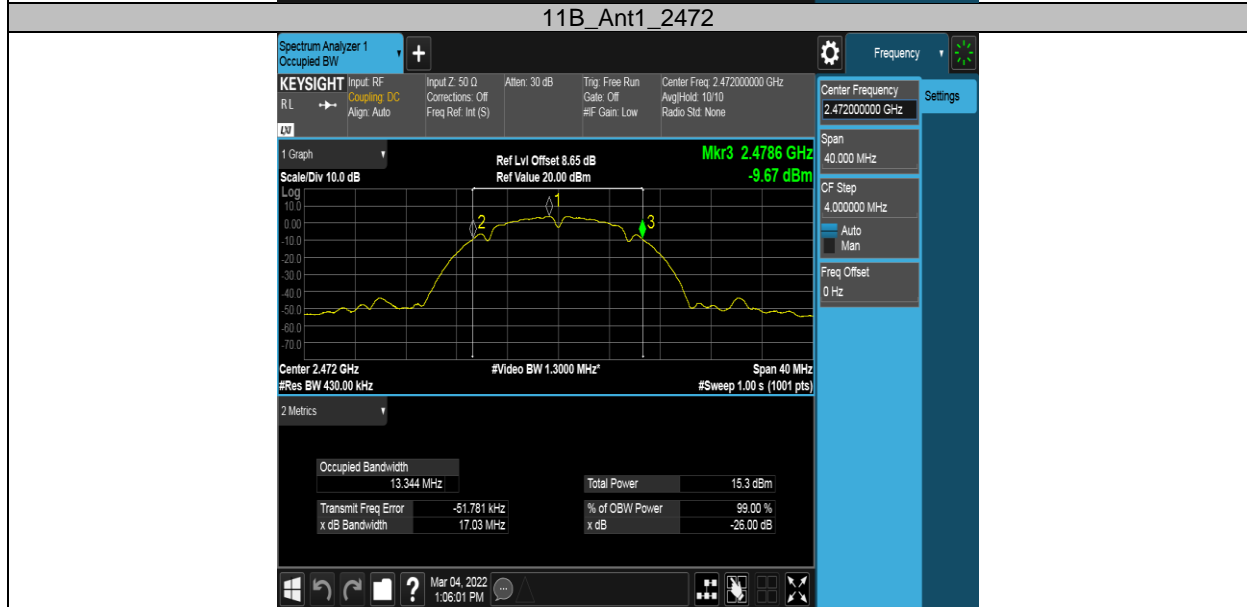 11B_Ant1_2472
Spectrum Analyzer 1
Occupied BW
+
Frequency
KEYSIGHT
RL
LXI
Input: RF
Coupling: DC
Align: Auto
Input Z: 50 Ω
Corrections: Off
Freq Ref: Int (S)
Atten: 30 dB
Trig: Free Run
Gate: Off
#IF Gain: Low
Center Freq: 2.472000000 GHz
Avg|Hold: 10/10
Radio Std: None
Center Frequency
2.472000000 GHz
Settings
Span
40.000 MHz
CF Step
4.000000 MHz
Auto
Man
Freq Offset
0 Hz
1 Graph
Scale/Div 10.0 dB
Ref Lvl Offset 8.65 dB
Ref Value 20.00 dBm
Mkr3 2.4786 GHz
-9.67 dBm
Log
10.0
0.00
-10.0
-20.0
-30.0
-40.0
-50.0
-60.0
-70.0
1
2
3
Center 2.472 GHz
#Video BW 1.3000 MHz*
Span 40 MHz
#Res BW 430.00 kHz
#Sweep 1.00 s (1001 pts)
2 Metrics
Occupied Bandwidth
13.344 MHz
Total Power 15.3 dBm
Transmit Freq Error -51.781 kHz
% of OBW Power 99.00 %
x dB Bandwidth 17.03 MHz
x dB -26.00 dB
?
Mar 04, 2022
1:06:01 PM